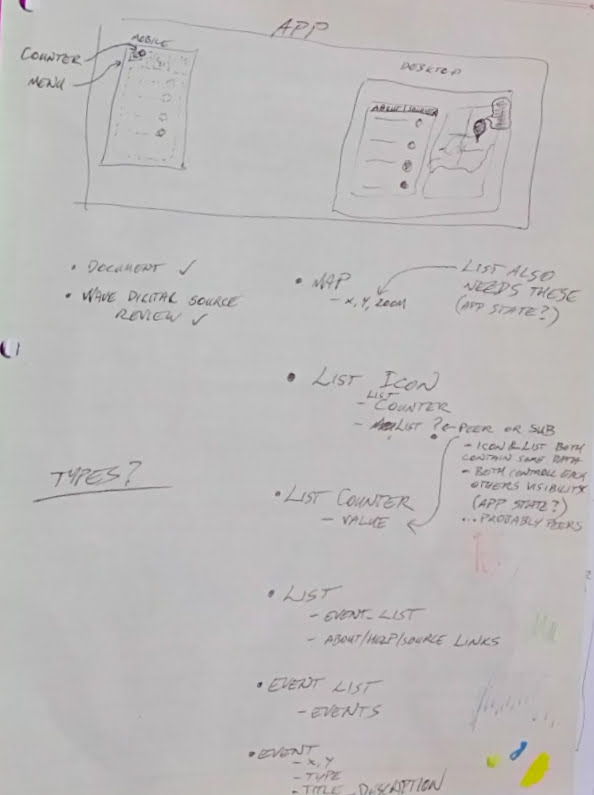 APP
MOBILE
COUNTER
MENU
DESKTOP
ABOUT/SOURCE
• DOCUMENT ✓
• WAVE DIGITAL SOURCE
REVIEW ✓
• MAP
- X, Y, ZOOM
LIST ALSO
NEEDS THESE
(APP STATE?)
• LIST ICON
- LIST COUNTER
- LIST ?
PEER OR SUB
- ICON & LIST BOTH
CONTAIN SAME DATA
- BOTH CONTROLL EACH
OTHERS VISIBILITY
(APP STATE?)
... PROBABLY PEERS
TYPES?
• LIST COUNTER
- VALUE
• LIST
- EVENT_LIST
- ABOUT/HELP/SOURCE LINKS
• EVENT LIST
- EVENTS
• EVENT
- X, Y
- TYPE
- TITLE_DESCRIPTION